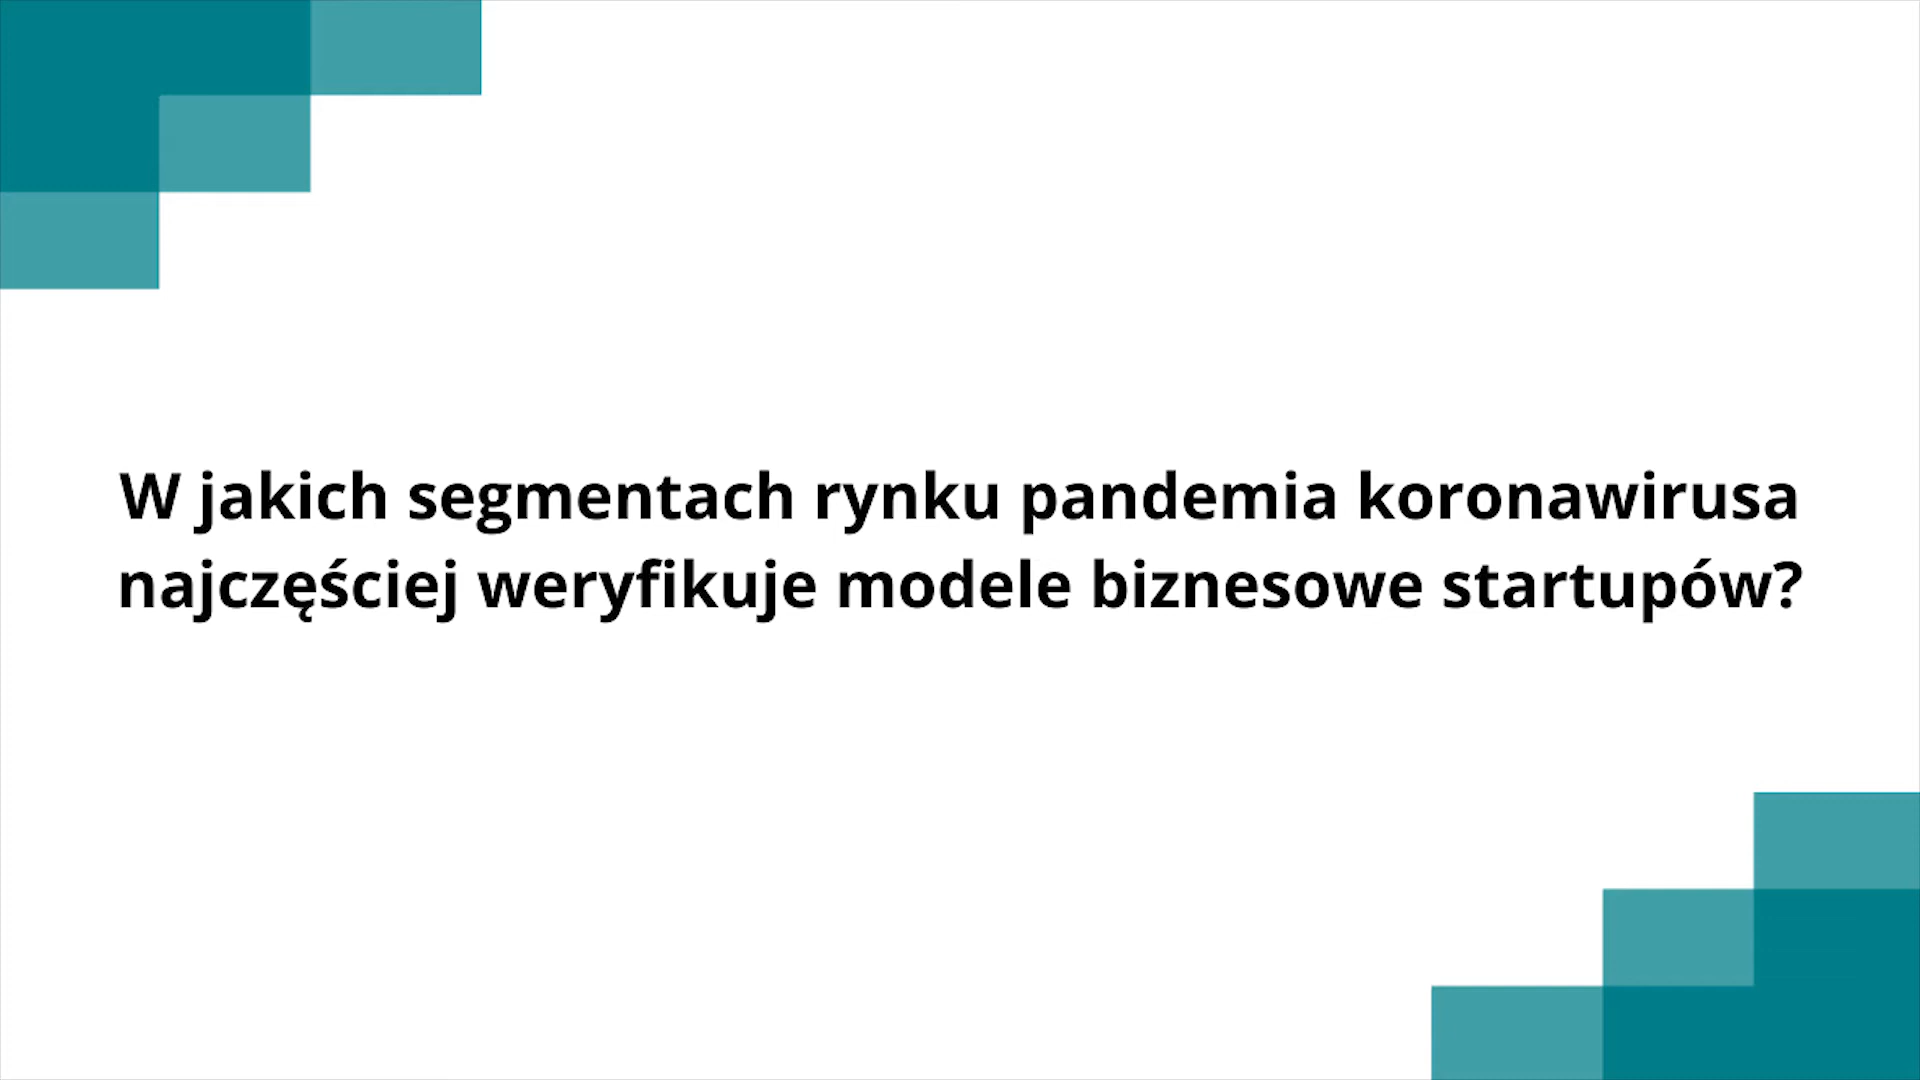 W jakich segmentach rynku pandemia koronawirusa
najczęściej weryfikuje modele biznesowe startupów?